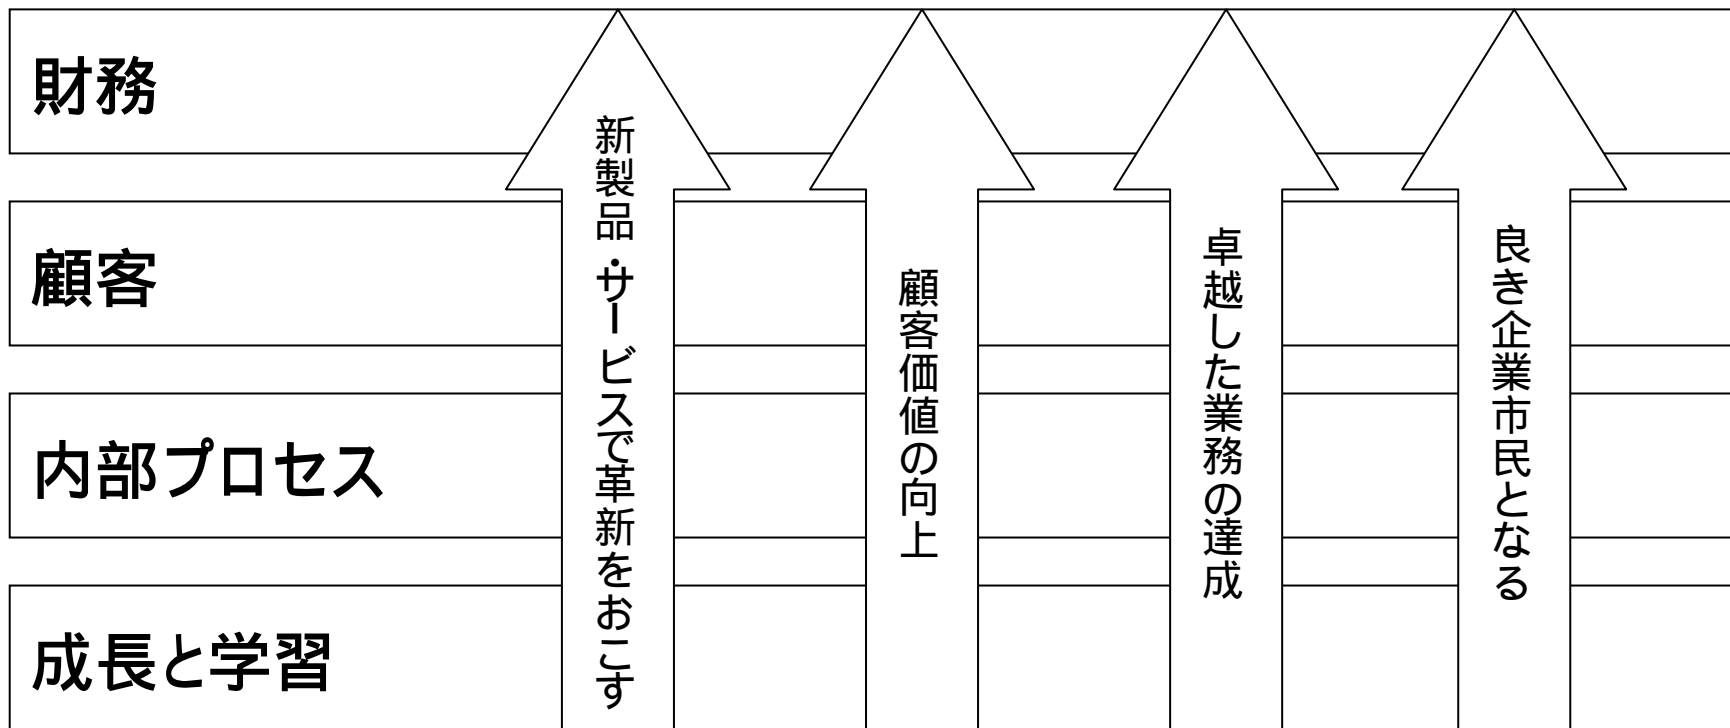 財務
顧客
内部プロセス
成長と学習
新製品・サービスで革新をおこす
顧客価値の向上
卓越した業務の達成
良き企業市民となる